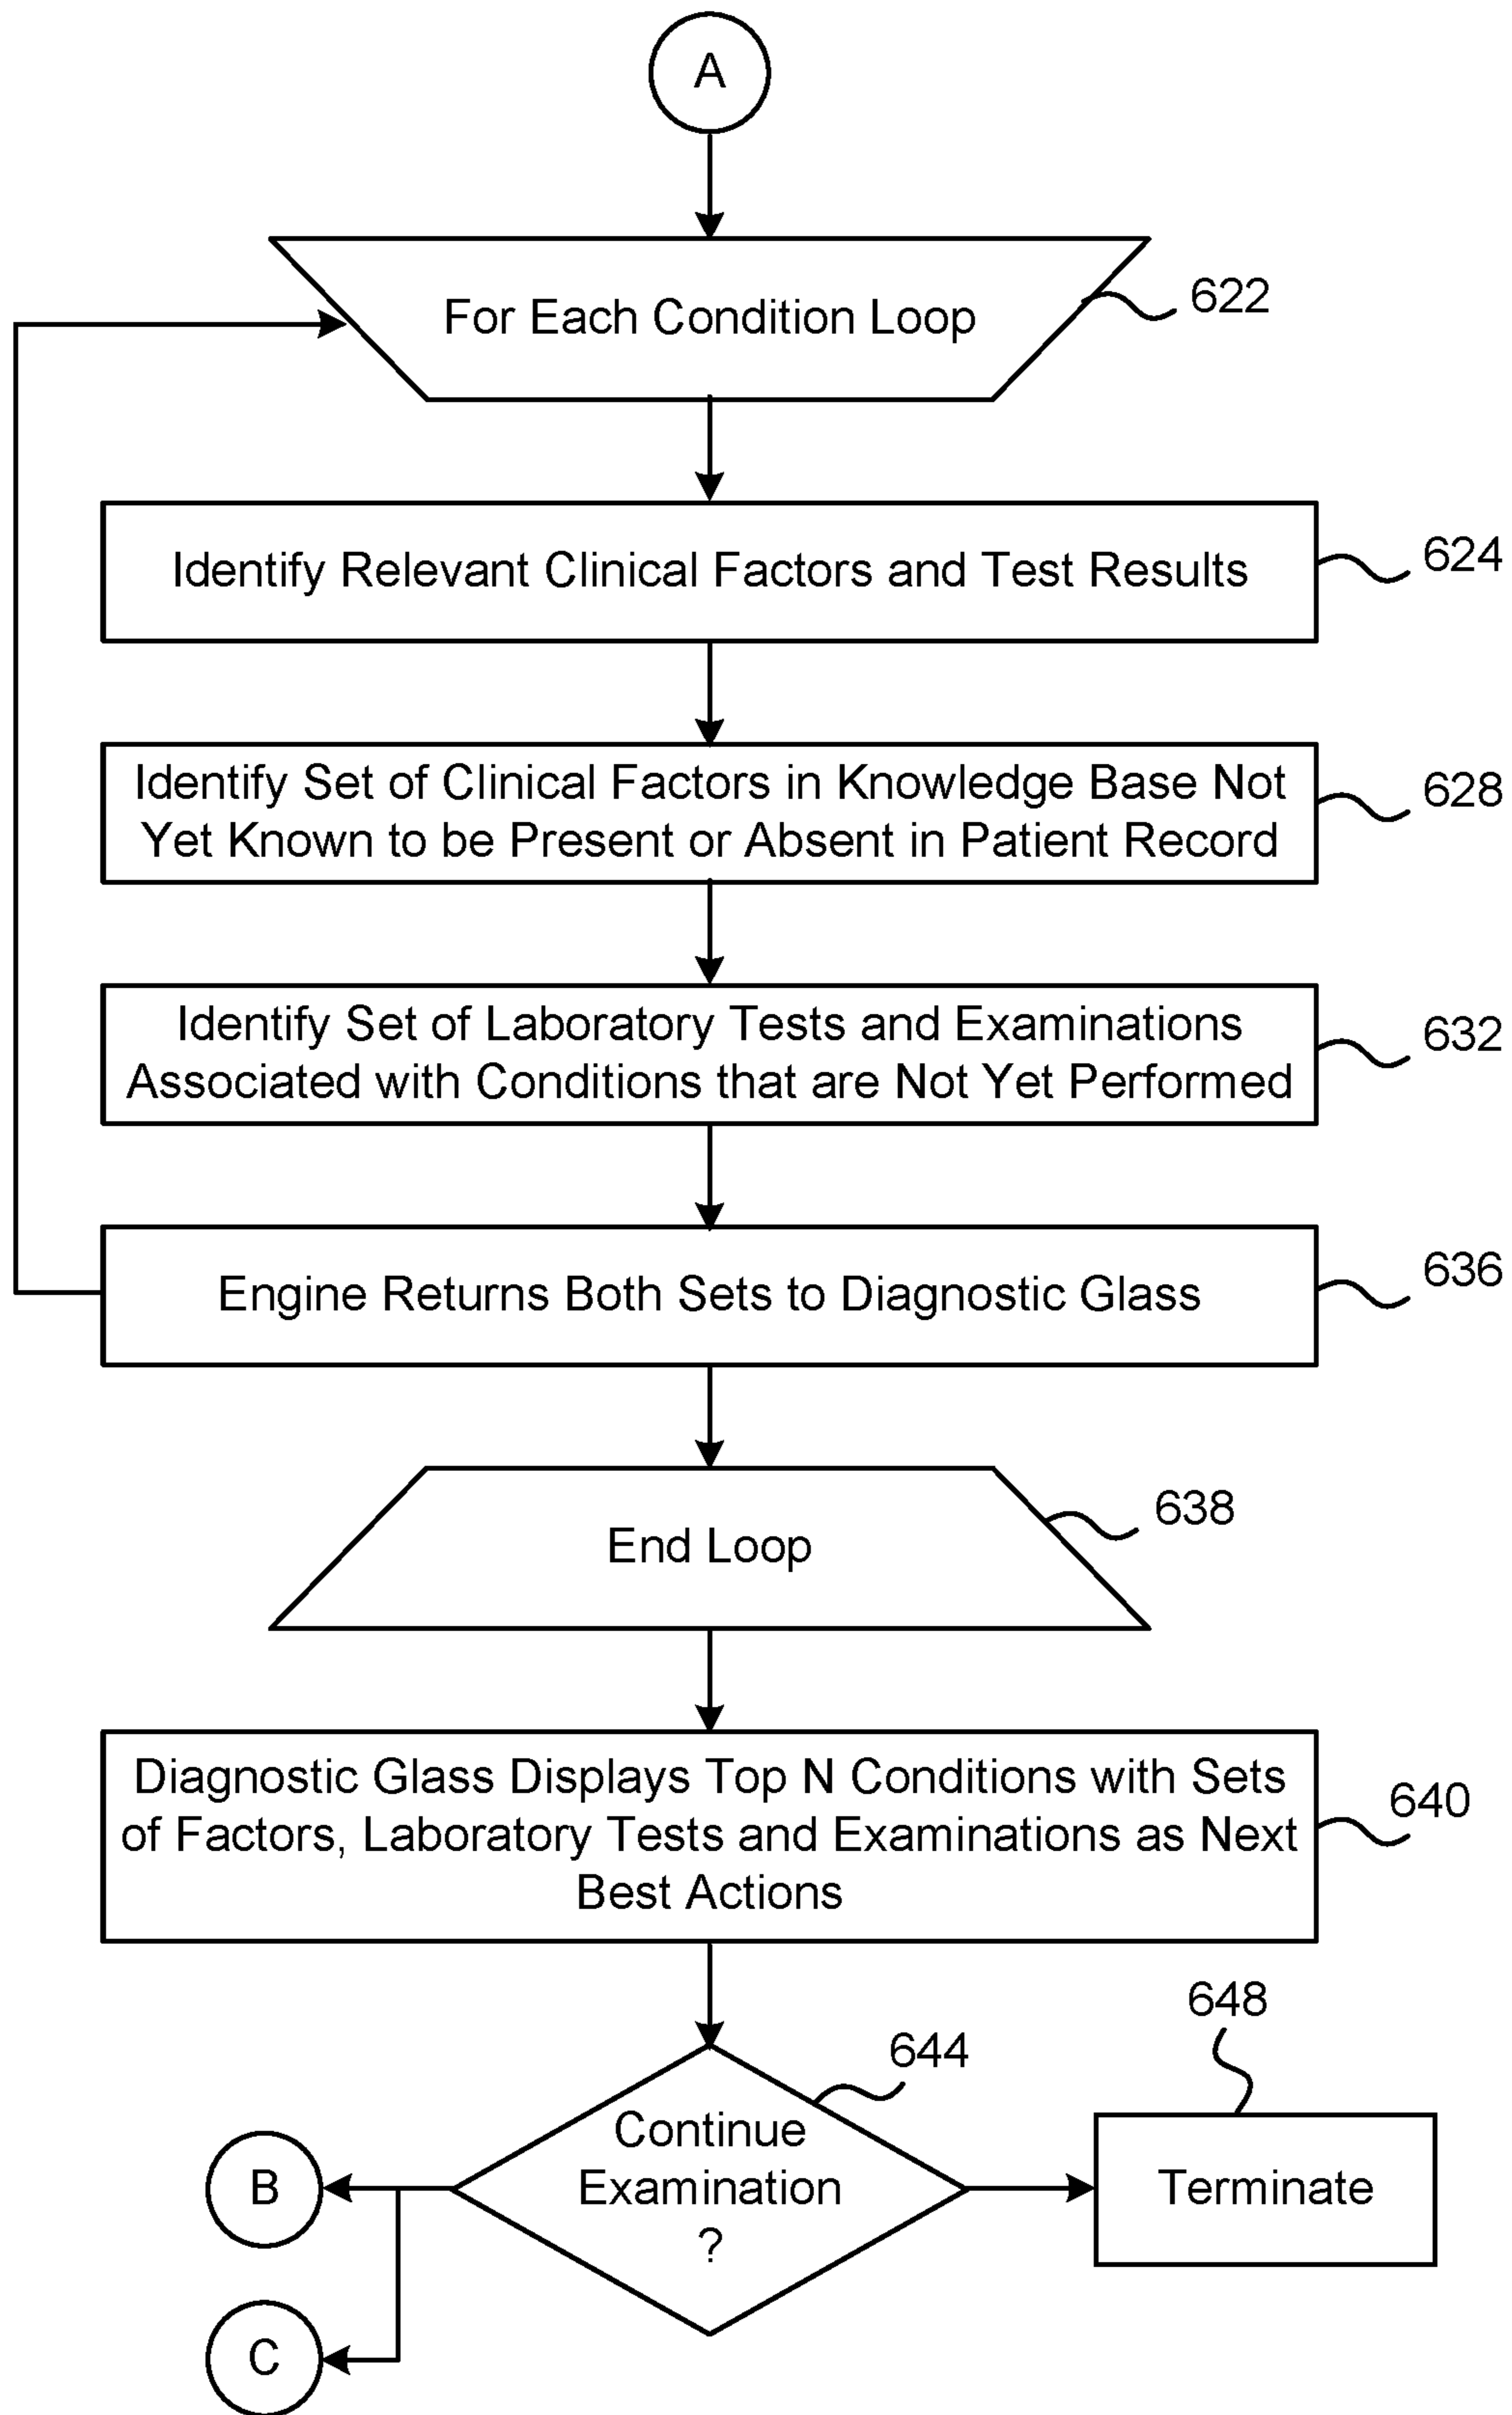 A
For Each Condition Loop
622
Identify Relevant Clinical Factors and Test Results
624
Identify Set of Clinical Factors in Knowledge Base Not
Yet Known to be Present or Absent in Patient Record
628
Identify Set of Laboratory Tests and Examinations
Associated with Conditions that are Not Yet Performed
632
Engine Returns Both Sets to Diagnostic Glass
636
End Loop
638
Diagnostic Glass Displays Top N Conditions with Sets
of Factors, Laboratory Tests and Examinations as Next
Best Actions
640
Continue
Examination
?
644
648
Terminate
B
C